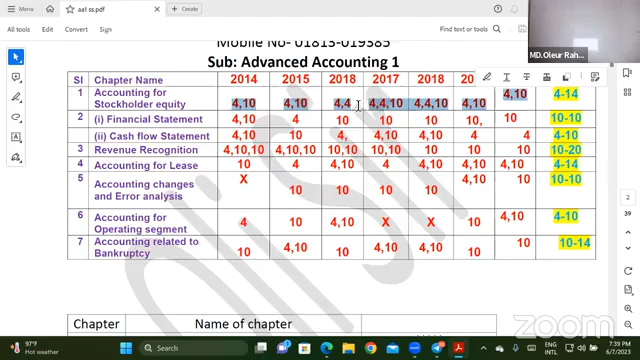 Menu
aa1 ss.pdf
Create
Sign in
MD.Oleur Rah...
Edit
Convert
Sign
Find text or tools
Mobile No- 01813-019385
Sub: Advanced Accounting 1
Sl Chapter Name 2014 2015 2018 2017 2018
1 Accounting for Stockholder equity 4,10 4,10 4,4 4,4,10 4,4,10 4,10 4,10 4-14
2 (i) Financial Statement 4,10 4 10 10 10 10, 10 10-10
(ii) Cash flow Statement 4,10 10 4, 4,10 4,10 4 4 4-10
3 Revenue Recognition 4,10,10 4,10,10 10,10 10,10 10 10 10 10-20
4 Accounting for Lease 10 4 4,10 4 4,10 4,10 4,10 4-14
5 Accounting changes and Error analysis X 10 10 10 10 4,10 10 10-10
6 Accounting for Operating segment 4 10 4,10 X X 10 4,10 4-10
7 Accounting related to Bankruptcy 10 4,10 10 4,10 4,10 10 10 10-14
Chapter Name of chapter
2
39
zoom
97°F
Hot weather
Search
ENG
INTL
7:39 PM
6/7/2023